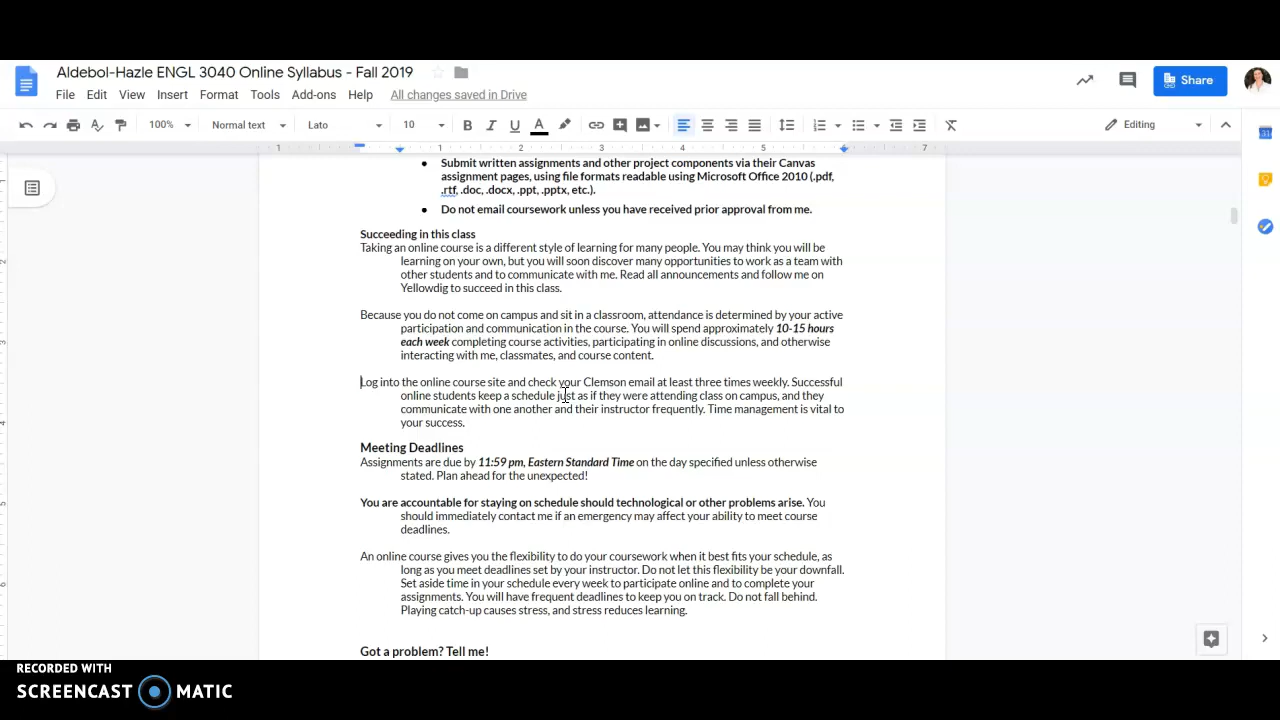 Aldebol-Hazle ENGL 3040 Online Syllabus - Fall 2019
File Edit View Insert Format Tools Add-ons Help All changes saved in Drive
Share
100% Normal text Lato 10 B I U A Editing
1 1 2 3 4 5 7
Submit written assignments and other project components via their Canvas
assignment pages, using file formats readable using Microsoft Office 2010 (.pdf,
.rtf, .doc, .docx, .ppt, .pptx, etc.).
Do not email coursework unless you have received prior approval from me.
Succeeding in this class
Taking an online course is a different style of learning for many people. You may think you will be
learning on your own, but you will soon discover many opportunities to work as a team with
other students and to communicate with me. Read all announcements and follow me on
Yellowdig to succeed in this class.
Because you do not come on campus and sit in a classroom, attendance is determined by your active
participation and communication in the course. You will spend approximately 10-15 hours
each week completing course activities, participating in online discussions, and otherwise
interacting with me, classmates, and course content.
Log into the online course site and check your Clemson email at least three times weekly. Successful
online students keep a schedule just as if they were attending class on campus, and they
communicate with one another and their instructor frequently. Time management is vital to
your success.
Meeting Deadlines
Assignments are due by 11:59 pm, Eastern Standard Time on the day specified unless otherwise
stated. Plan ahead for the unexpected!
You are accountable for staying on schedule should technological or other problems arise. You
should immediately contact me if an emergency may affect your ability to meet course
deadlines.
An online course gives you the flexibility to do your coursework when it best fits your schedule, as
long as you meet deadlines set by your instructor. Do not let this flexibility be your downfall.
Set aside time in your schedule every week to participate online and to complete your
assignments. You will have frequent deadlines to keep you on track. Do not fall behind.
Playing catch-up causes stress, and stress reduces learning.
Got a problem? Tell me!
RECORDED WITH
SCREENCAST MATIC